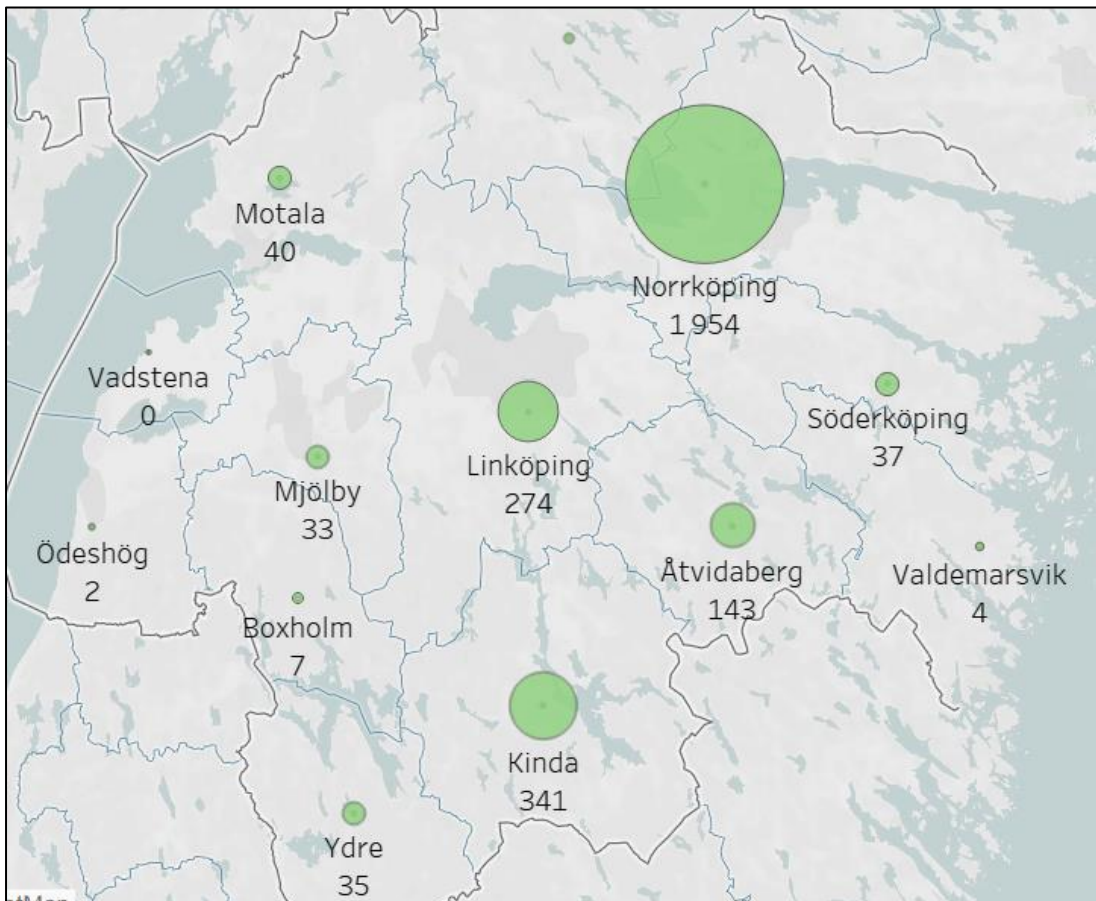 Motala
40
Norrköping
1 954
Vadstena
0
Söderköping
37
Linköping
274
Mjölby
33
Ödeshög
2
Åtvidaberg
143
Valdemarsvik
4
Boxholm
7
Kinda
341
Ydre
35